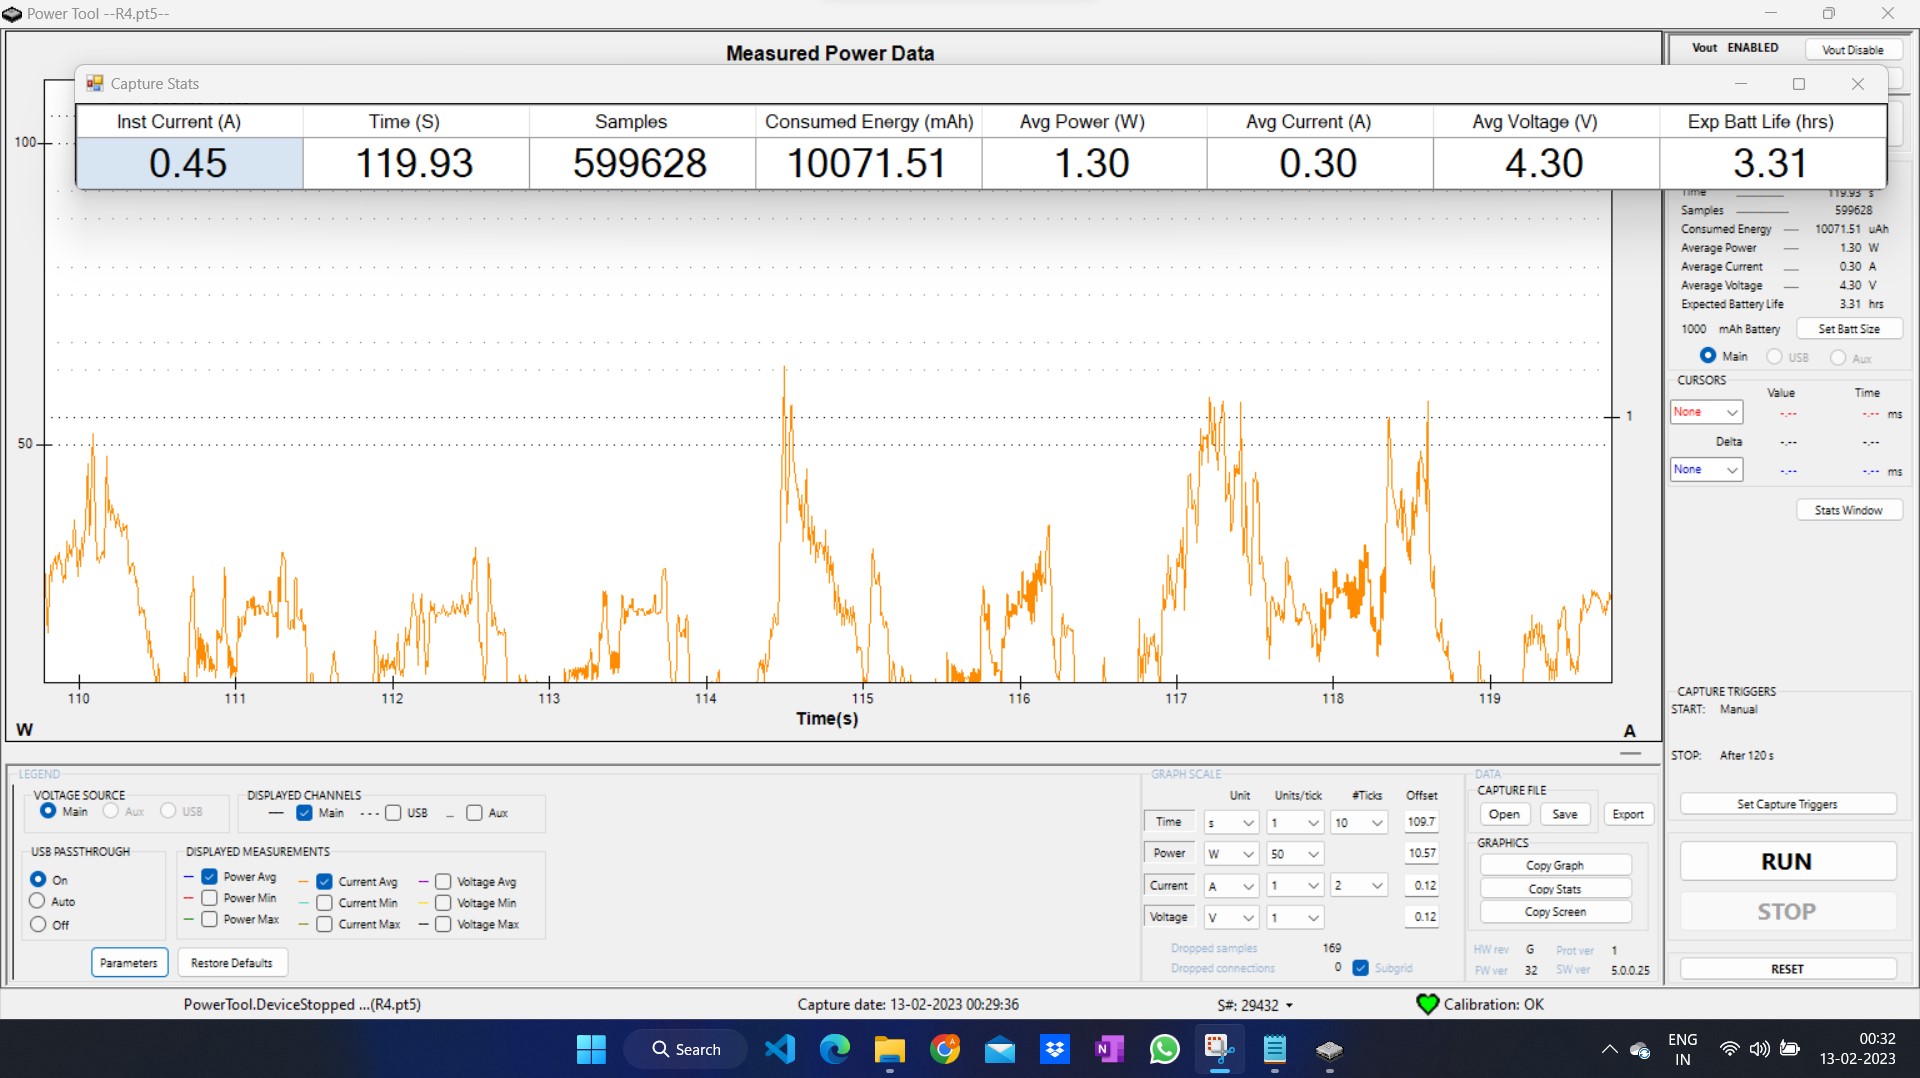 Power Tool --R4.pt5--
Measured Power Data
Vout ENABLED
Vout Disable
Capture Stats
Inst Current (A) Time (S) Samples Consumed Energy (mAh) Avg Power (W) Avg Current (A) Avg Voltage (V) Exp Batt Life (hrs)
0.45 119.93 599628 10071.51 1.30 0.30 4.30 3.31
100
50
1
110 111 112 113 114 115 116 117 118 119
Time(s)
W
A
Time 119.93 s
Samples 599628
Consumed Energy 10071.51 uAh
Average Power 1.30 W
Average Current 0.30 A
Average Voltage 4.30 V
Expected Battery Life 3.31 hrs
1000 mAh Battery Set Batt Size
Main USB Aux
CURSORS
Value Time
None -.-- -.-- ms
Delta -.-- -.--
None -.-- -.-- ms
Stats Window
CAPTURE TRIGGERS
START: Manual
STOP: After 120 s
Set Capture Triggers
RUN
STOP
RESET
LEGEND
VOLTAGE SOURCE
Main Aux USB
DISPLAYED CHANNELS
Main USB Aux
USB PASSTHROUGH
On
Auto
Off
DISPLAYED MEASUREMENTS
Power Avg Current Avg Voltage Avg
Power Min Current Min Voltage Min
Power Max Current Max Voltage Max
Parameters Restore Defaults
GRAPH SCALE
Unit Units/tick #Ticks Offset
Time s 1 10 109.7
Power W 50 10.57
Current A 1 2 0.12
Voltage V 1 0.12
Dropped samples 169
Dropped connections 0 Subgrid
DATA
CAPTURE FILE
Open Save Export
GRAPHICS
Copy Graph
Copy Stats
Copy Screen
HW rev G Prot ver 1
FW ver 32 SW ver 5.0.0.25
PowerTool.DeviceStopped ...(R4.pt5) Capture date: 13-02-2023 00:29:36 S#: 29432 Calibration: OK
Search
ENG
IN
00:32
13-02-2023